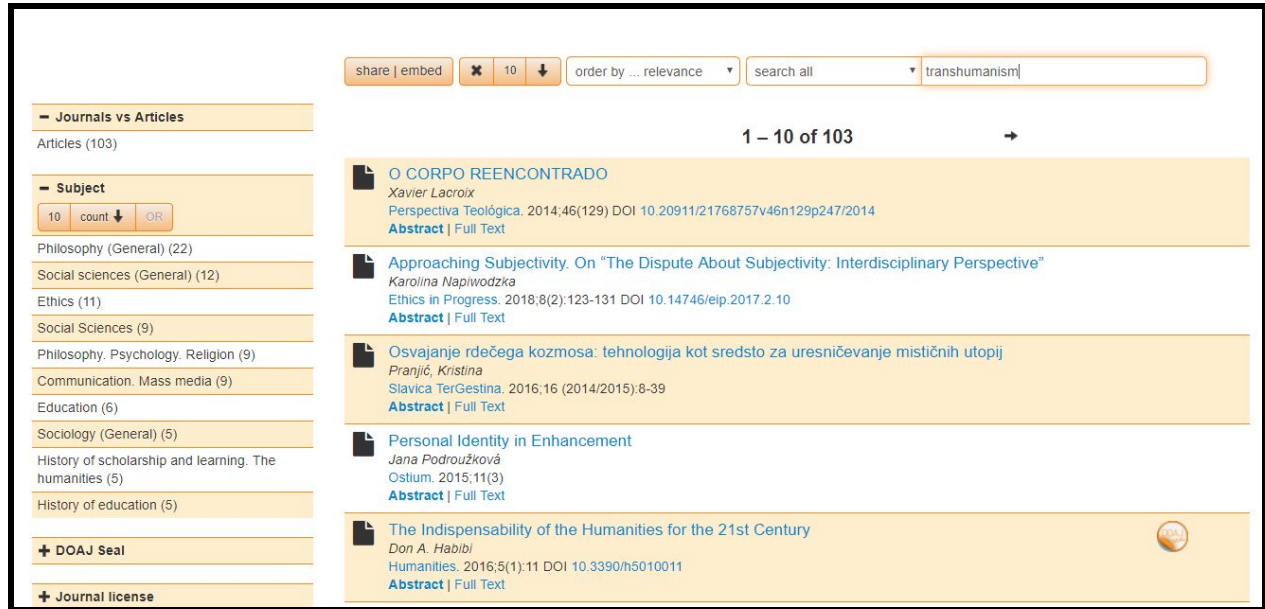 share | embed
10
order by ... relevance
search all
transhumanism
Journals vs Articles
Articles (103)
Subject
10 count OR
Philosophy (General) (22)
Social sciences (General) (12)
Ethics (11)
Social Sciences (9)
Philosophy. Psychology. Religion (9)
Communication. Mass media (9)
Education (6)
Sociology (General) (5)
History of scholarship and learning. The
humanities (5)
History of education (5)
DOAJ Seal
Journal license
1 – 10 of 103
O CORPO REENCONTRADO
Xavier Lacroix
Perspectiva Teológica. 2014;46(129) DOI 10.20911/21768757v46n129p247/2014
Abstract | Full Text
Approaching Subjectivity. On “The Dispute About Subjectivity: Interdisciplinary Perspective”
Karolina Napiwodzka
Ethics in Progress. 2018;8(2):123-131 DOI 10.14746/eip.2017.2.10
Abstract | Full Text
Osvajanje rdečega kozmosa: tehnologija kot sredsto za uresničevanje mističnih utopij
Pranjić, Kristina
Slavica TerGestina. 2016;16 (2014/2015):8-39
Abstract | Full Text
Personal Identity in Enhancement
Jana Podroužková
Ostium. 2015;11(3)
Abstract | Full Text
The Indispensability of the Humanities for the 21st Century
Don A. Habibi
Humanities. 2016;5(1):11 DOI 10.3390/h5010011
Abstract | Full Text
DOAJ